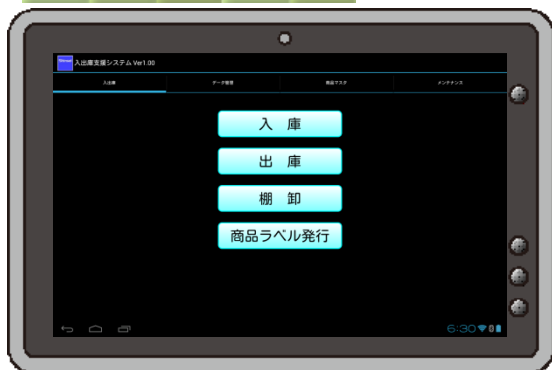 入出庫支援システム Ver1.00
入出庫 データ管理 商品マスタ メンテナンス
入 庫
出 庫
棚 卸
商品ラベル発行
6:30